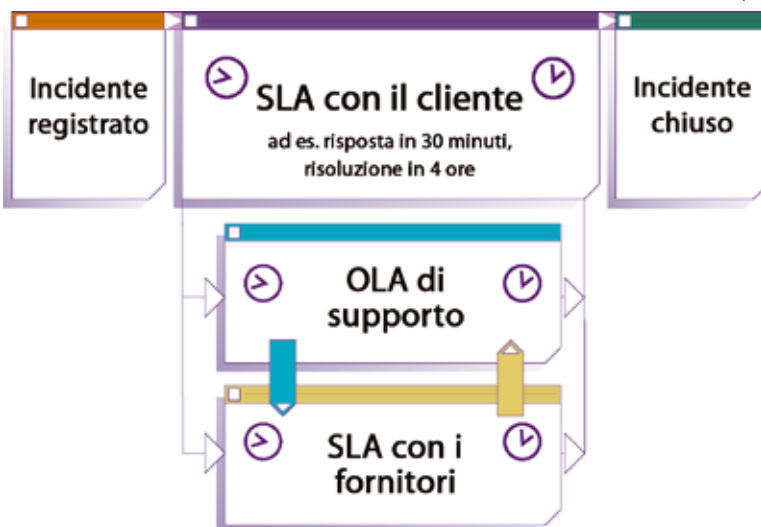 Incidente
registrato
SLA con il cliente
ad es. risposta in 30 minuti,
risoluzione in 4 ore
Incidente
chiuso
OLA di
supporto
SLA con i
fornitori